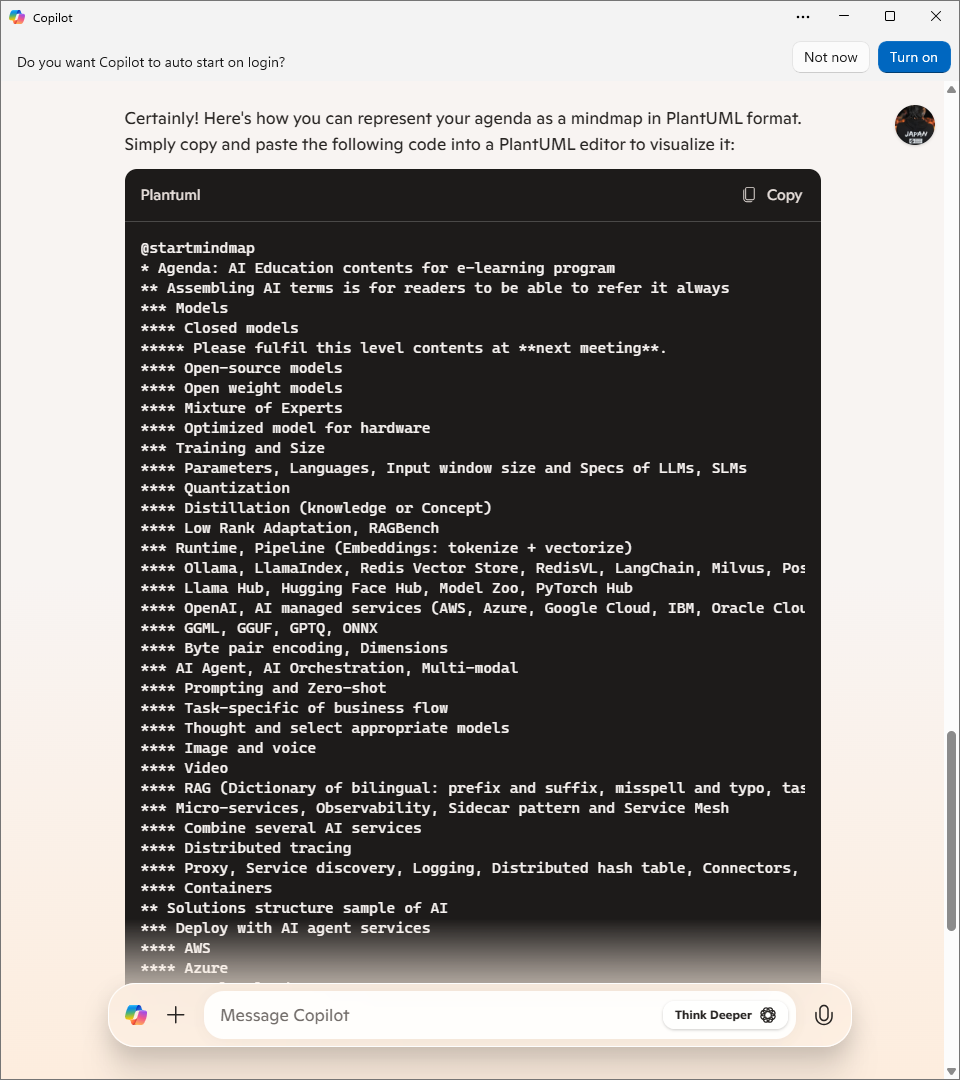 Copilot
Do you want Copilot to auto start on login?
Not now
Turn on
Certainly! Here's how you can represent your agenda as a mindmap in PlantUML format.
Simply copy and paste the following code into a PlantUML editor to visualize it:
JAPAN
Plantuml
Copy
@startmindmap
* Agenda: AI Education contents for e-learning program
** Assembling AI terms is for readers to be able to refer it always
*** Models
**** Closed models
***** Please fulfil this level contents at **next meeting**.
**** Open-source models
**** Open weight models
**** Mixture of Experts
**** Optimized model for hardware
*** Training and Size
**** Parameters, Languages, Input window size and Specs of LLMs, SLMs
**** Quantization
**** Distillation (knowledge or Concept)
**** Low Rank Adaptation, RAGBench
*** Runtime, Pipeline (Embeddings: tokenize + vectorize)
**** Ollama, LlamaIndex, Redis Vector Store, RedisVL, LangChain, Milvus, Pos
**** Llama Hub, Hugging Face Hub, Model Zoo, PyTorch Hub
**** OpenAI, AI managed services (AWS, Azure, Google Cloud, IBM, Oracle Clou
**** GGML, GGUF, GPTQ, ONNX
**** Byte pair encoding, Dimensions
*** AI Agent, AI Orchestration, Multi-modal
**** Prompting and Zero-shot
**** Task-specific of business flow
**** Thought and select appropriate models
**** Image and voice
**** Video
**** RAG (Dictionary of bilingual: prefix and suffix, misspell and typo, tas
*** Micro-services, Observability, Sidecar pattern and Service Mesh
**** Combine several AI services
**** Distributed tracing
**** Proxy, Service discovery, Logging, Distributed hash table, Connectors,
**** Containers
** Solutions structure sample of AI
*** Deploy with AI agent services
**** AWS
**** Azure
Message Copilot
Think Deeper